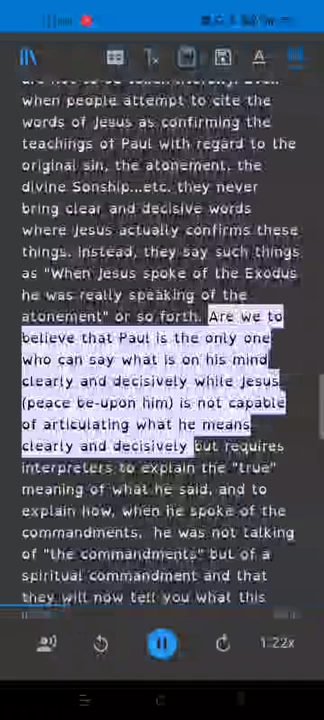 when people attempt to cite the
words of Jesus as confirming the
teachings of Paul with regard to the
original sin, the atonement, the
divine Sonship...etc. they never
bring clear and decisive words
where Jesus actually confirms these
things. Instead, they say such things
as "When Jesus spoke of the Exodus
he was really speaking of the
atonement" or so forth. Are we to
believe that Paul is the only one
who can say what is on his mind
clearly and decisively while Jesus
(peace be-upon him) is not capable
of articulating what he means
clearly and decisively but requires
interpreters to explain the "true"
meaning of what he said, and to
explain how, when he spoke of the
commandments, he was not talking
of "the commandments" but of a
spiritual commandment and that
they will now tell you what this
1.22x